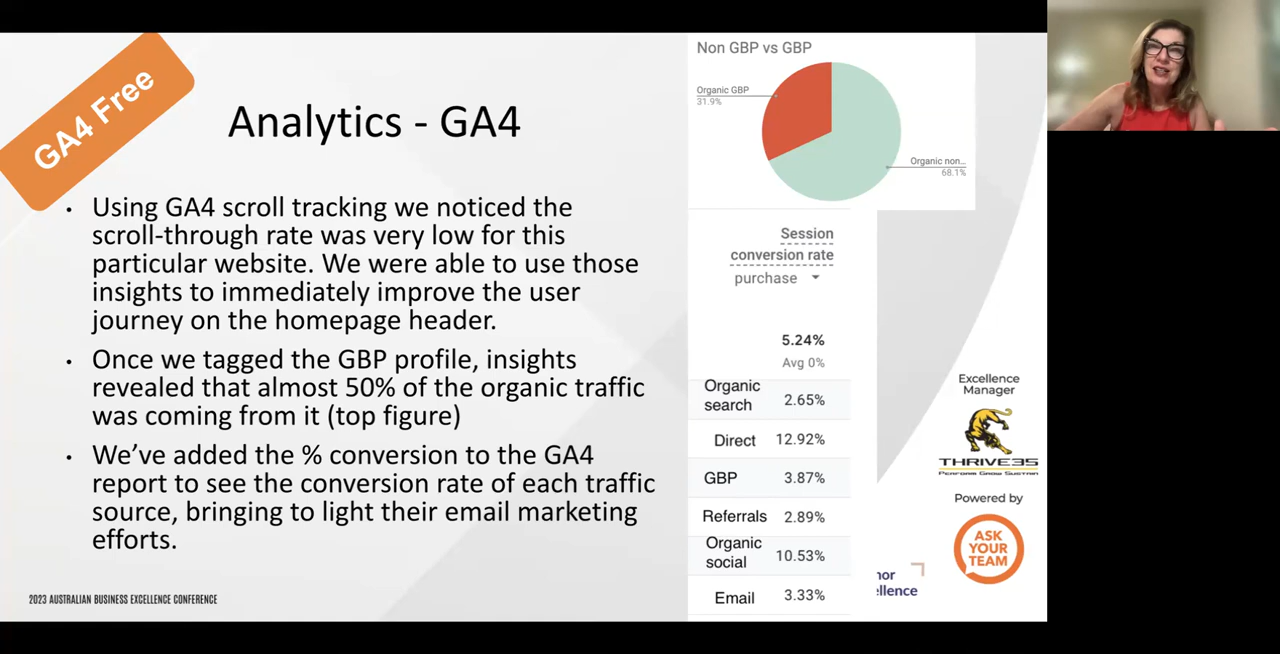 GA4 Free
Analytics - GA4
• Using GA4 scroll tracking we noticed the
scroll-through rate was very low for this
particular website. We were able to use those
insights to immediately improve the user
journey on the homepage header.
• Once we tagged the GBP profile, insights
revealed that almost 50% of the organic traffic
was coming from it (top figure)
• We’ve added the % conversion to the GA4
report to see the conversion rate of each traffic
source, bringing to light their email marketing
efforts.
2023 AUSTRALIAN BUSINESS EXCELLENCE CONFERENCE
Non GBP vs GBP
Organic GBP
31.9%
Organic non...
68.1%
Session
conversion rate
purchase
5.24%
Avg 0%
Organic
search 2.65%
Direct 12.92%
GBP 3.87%
Referrals 2.89%
Organic
social 10.53%
Email 3.33%
Excellence
Manager
THRIVE35
PERFORM GROW SUSTAIN
Powered by
ASK
YOUR
TEAM
nor
ellence